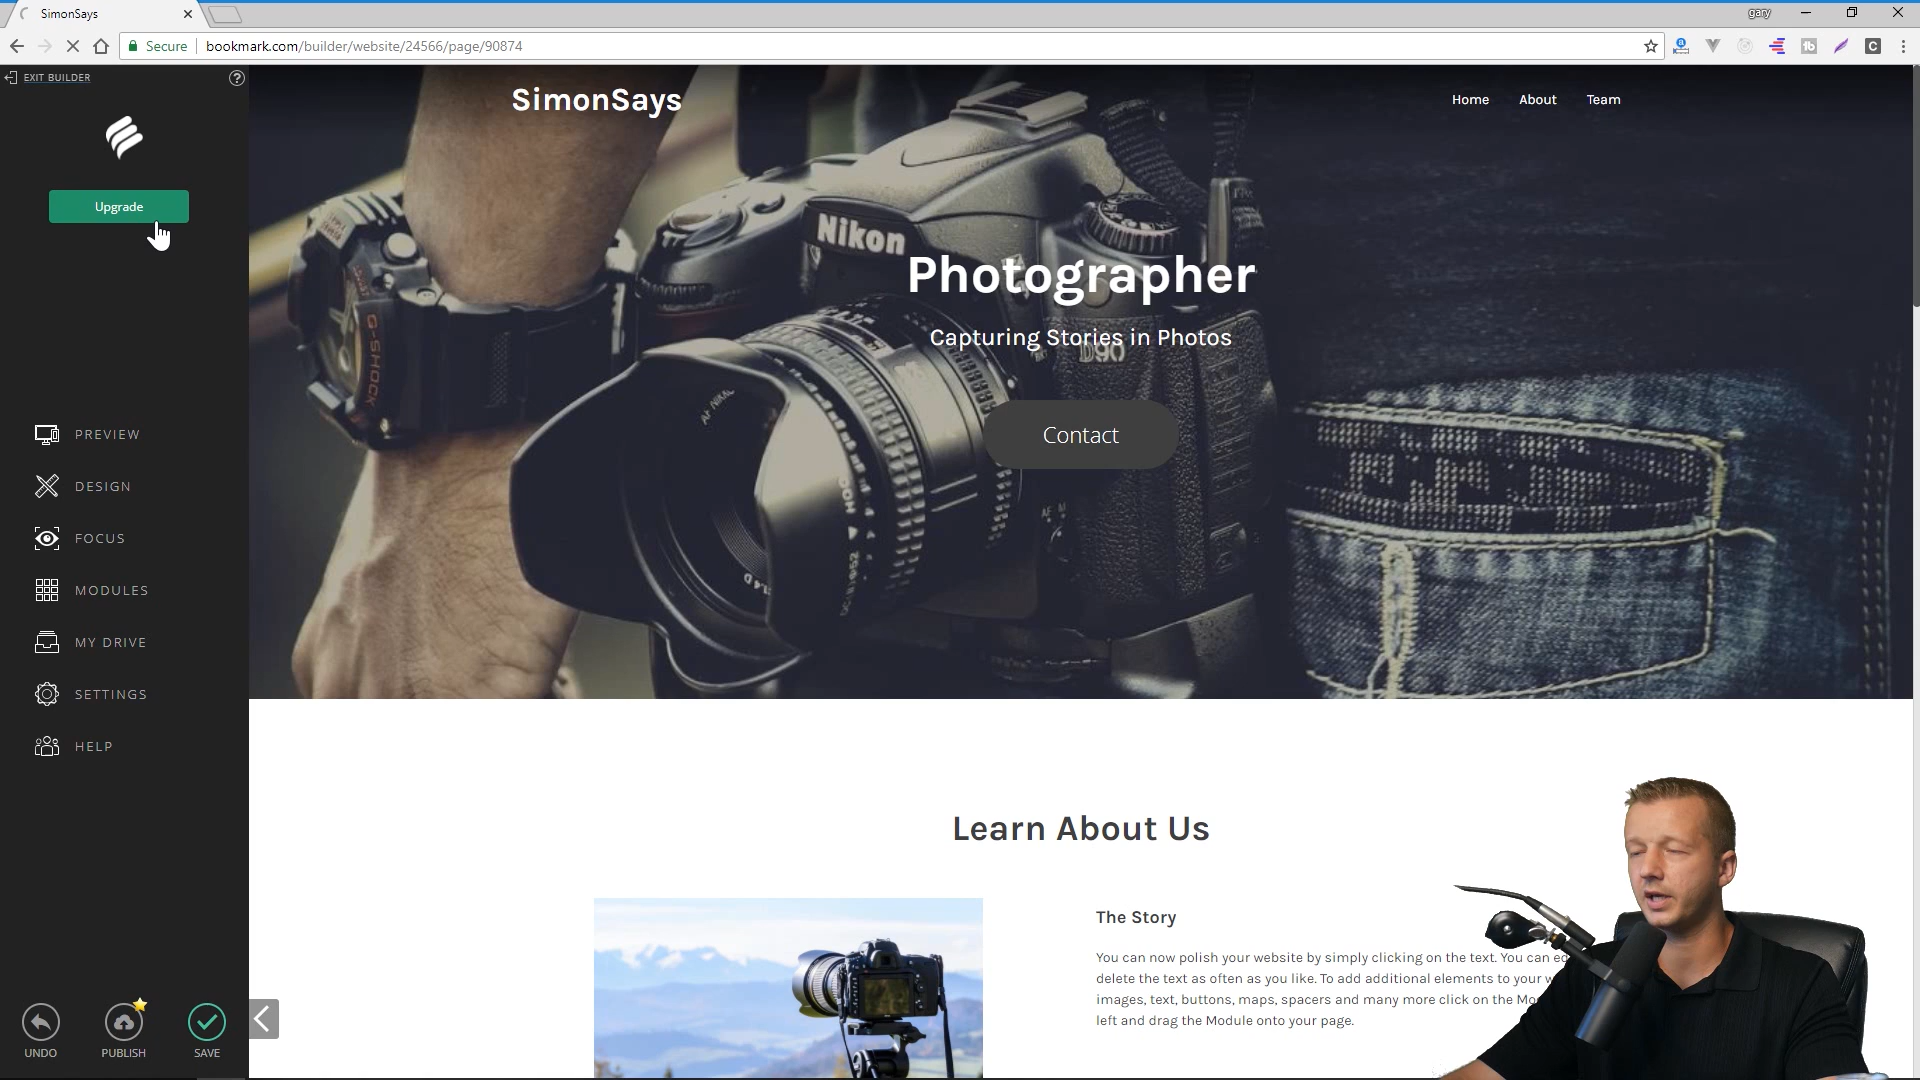 SimonSays
gary
Secure
bookmark.com/builder/website/24566/page/90874
EXIT BUILDER
?
Upgrade
PREVIEW
DESIGN
FOCUS
MODULES
MY DRIVE
SETTINGS
HELP
UNDO
PUBLISH
SAVE
SimonSays
Home
About
Team
Nikon
G-SHOCK
D90
Photographer
Capturing Stories in Photos
Contact
Learn About Us
The Story
You can now polish your website by simply clicking on the text. You can
delete the text as often as you like. To add additional elements to your
images, text, buttons, maps, spacers and many more click on the
left and drag the Module onto your page.